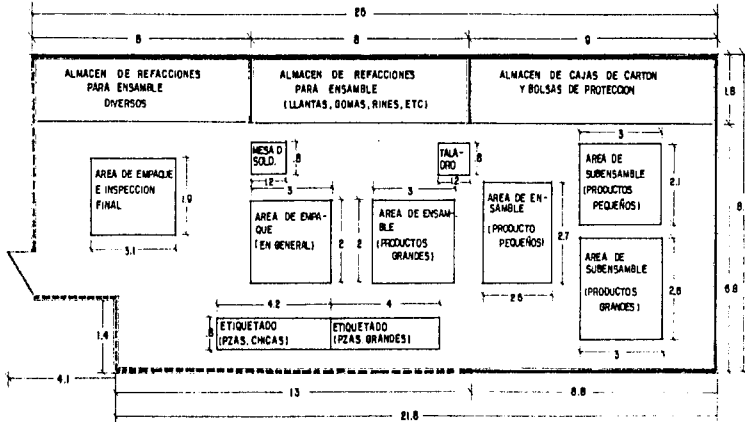 25
8
8
9
ALMACEN DE REFACCIONES
PARA ENSAMBLE
DIVERSOS
ALMACEN DE REFACCIONES
PARA ENSAMBLE
(LLANTAS, GOMAS, RINES, ETC)
ALMACEN DE CAJAS DE CARTON
Y BOLSAS DE PROTECCION
1.8
8
6.8
MESA D
SOLD.
.8
1.2
TALA-
DRO
.8
1.2
AREA DE EMPAQUE
E INSPECCION
FINAL
1.9
3.1
3
AREA DE EMPA-
QUE
(EN GENERAL)
2
3
AREA DE ENSAM-
BLE
(PRODUCTOS
GRANDES)
2
AREA DE EN-
SAMBLE
(PRODUCTO
PEQUEÑOS)
2.7
2.5
3
AREA DE
SUBENSAMBLE
(PRODUCTOS
PEQUEÑOS)
2.1
AREA DE
SUBENSAMBLE
(PRODUCTOS
GRANDES)
2.6
3
4.2
4
ETIQUETADO
(PZAS. CHICAS)
ETIQUETADO
(PZAS. GRANDES)
1.4
4.1
13
8.8
21.8